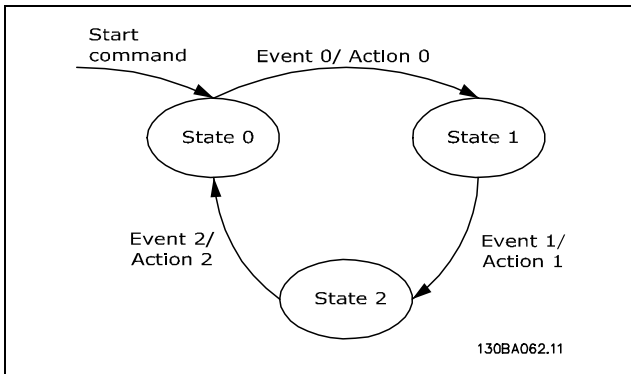 Start
command
Event 0/ Action 0
State 0
State 1
Event 2/
Action 2
Event 1/
Action 1
State 2
130BA062.11